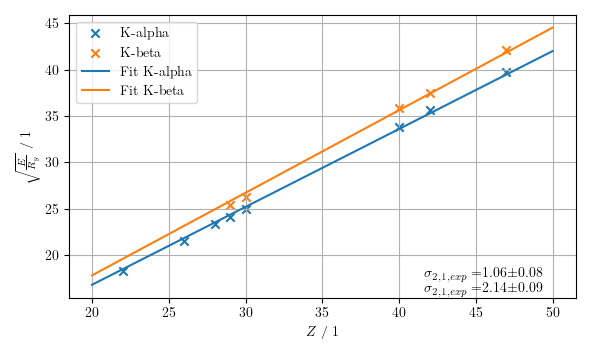 45
40
35
30
25
20
√E/R_y / 1
K-alpha
K-beta
Fit K-alpha
Fit K-beta
σ_{2,1,exp} =1.06±0.08
σ_{2,1,exp} =2.14±0.09
20 25 30 35 40 45 50
Z / 1